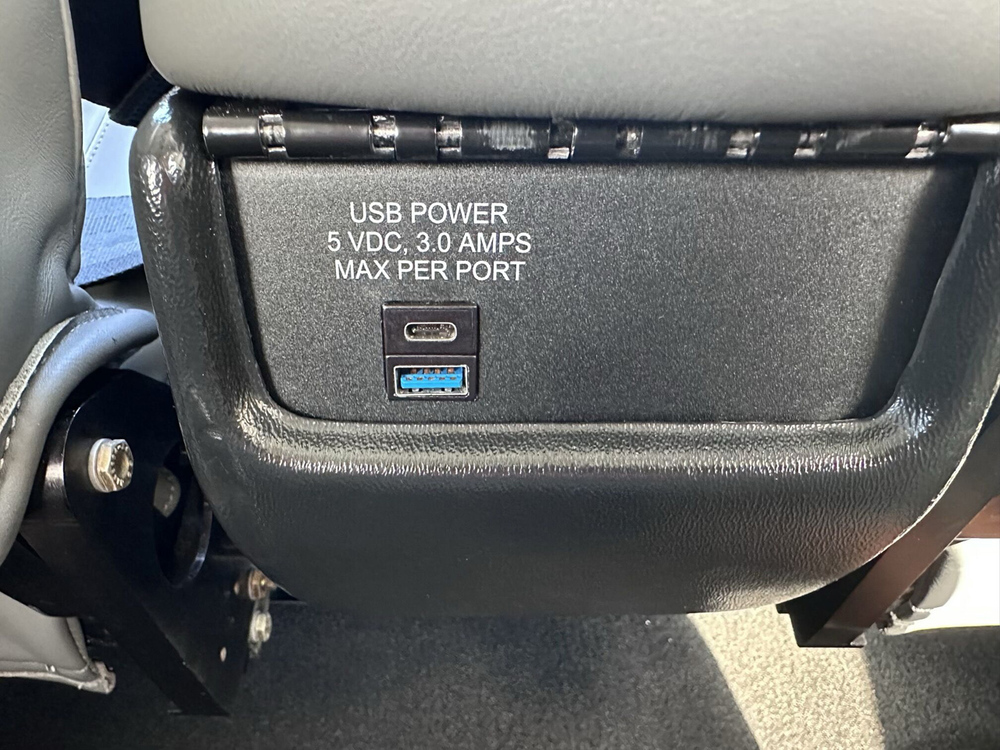 USB POWER
5 VDC, 3.0 AMPS
MAX PER PORT